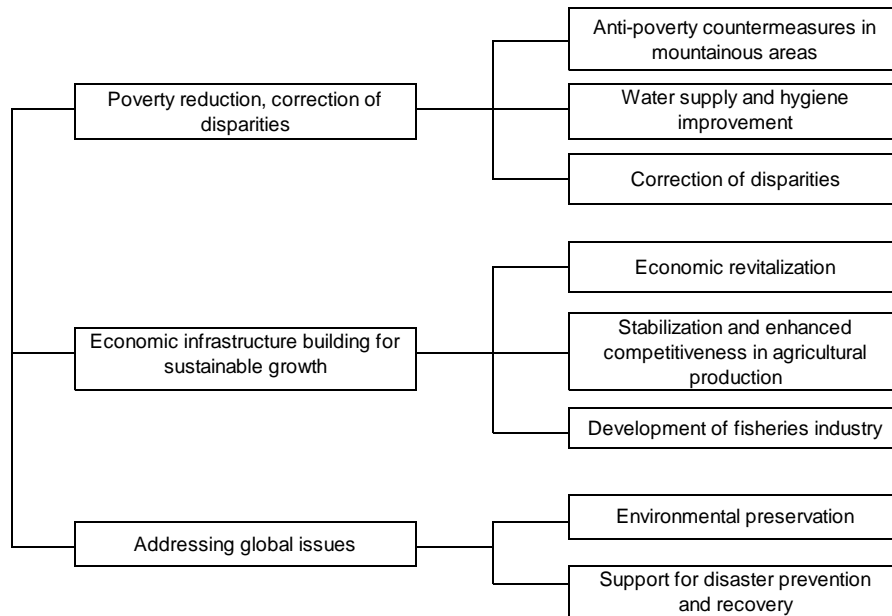 Poverty reduction, correction of
disparities
Anti-poverty countermeasures in
mountainous areas
Water supply and hygiene
improvement
Correction of disparities
Economic infrastructure building for
sustainable growth
Economic revitalization
Stabilization and enhanced
competitiveness in agricultural
production
Development of fisheries industry
Addressing global issues
Environmental preservation
Support for disaster prevention
and recovery